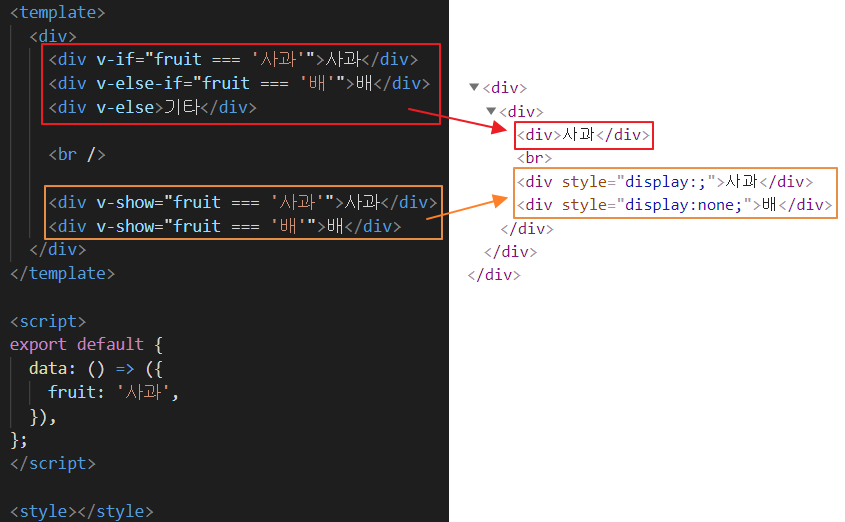 <template>
<div>
<div v-if="fruit === '사과'">사과</div>
<div v-else-if="fruit === '배'">배</div>
<div v-else>기타</div>
<br />
<div v-show="fruit === '사과'">사과</div>
<div v-show="fruit === '배'">배</div>
</div>
</template>
<script>
export default {
data: () => ({
fruit: '사과',
}),
};
</script>
<style></style>
<div>
<div>
<div>사과</div>
<br>
<div style="display:;">사과</div>
<div style="display:none;">배</div>
</div>
</div>
</div>